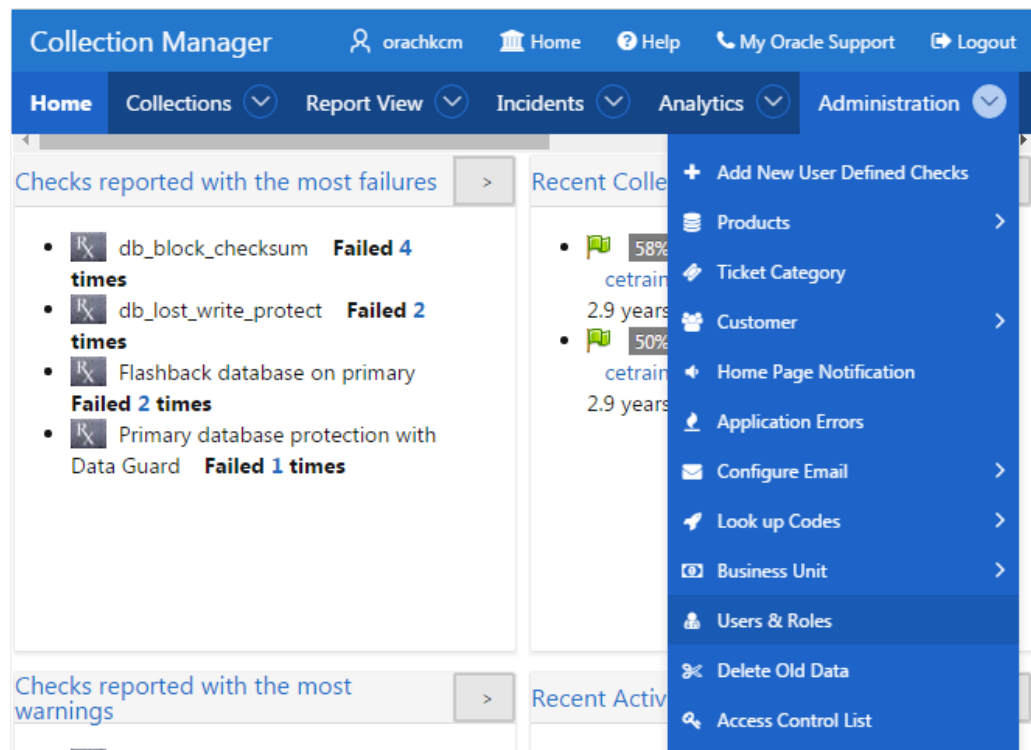 Collection Manager orachkcm Home Help My Oracle Support Logout
Home Collections Report View Incidents Analytics Administration
Checks reported with the most failures >
db_block_checksum Failed 4
times
db_lost_write_protect Failed 2
times
Flashback database on primary
Failed 2 times
Primary database protection with
Data Guard Failed 1 times
Recent Colle
58%
cetrain
2.9 years
50%
cetrain
2.9 years
Add New User Defined Checks
Products
Ticket Category
Customer
Home Page Notification
Application Errors
Configure Email
Look up Codes
Business Unit
Users & Roles
Delete Old Data
Access Control List
Checks reported with the most
warnings >
Recent Activ